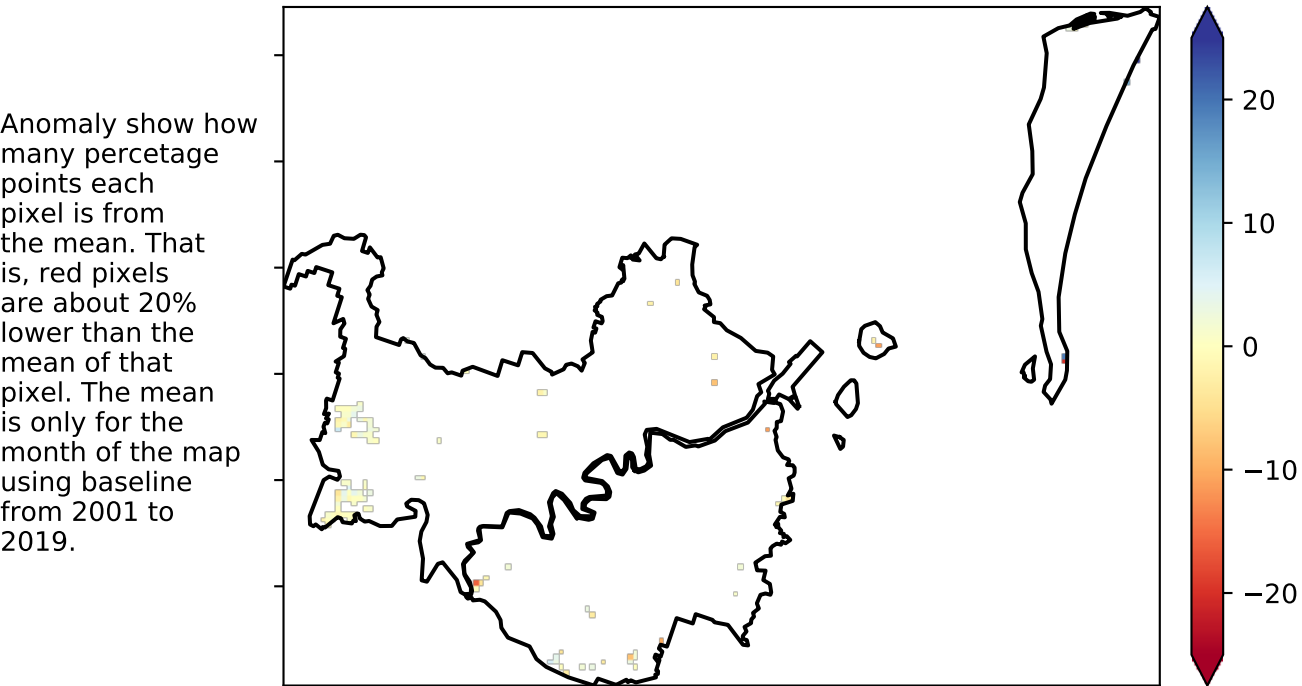 Anomaly show how
many percetage
points each
pixel is from
the mean. That
is, red pixels
are about 20%
lower than the
mean of that
pixel. The mean
is only for the
month of the map
using baseline
from 2001 to
2019.
20
10
0
−10
−20